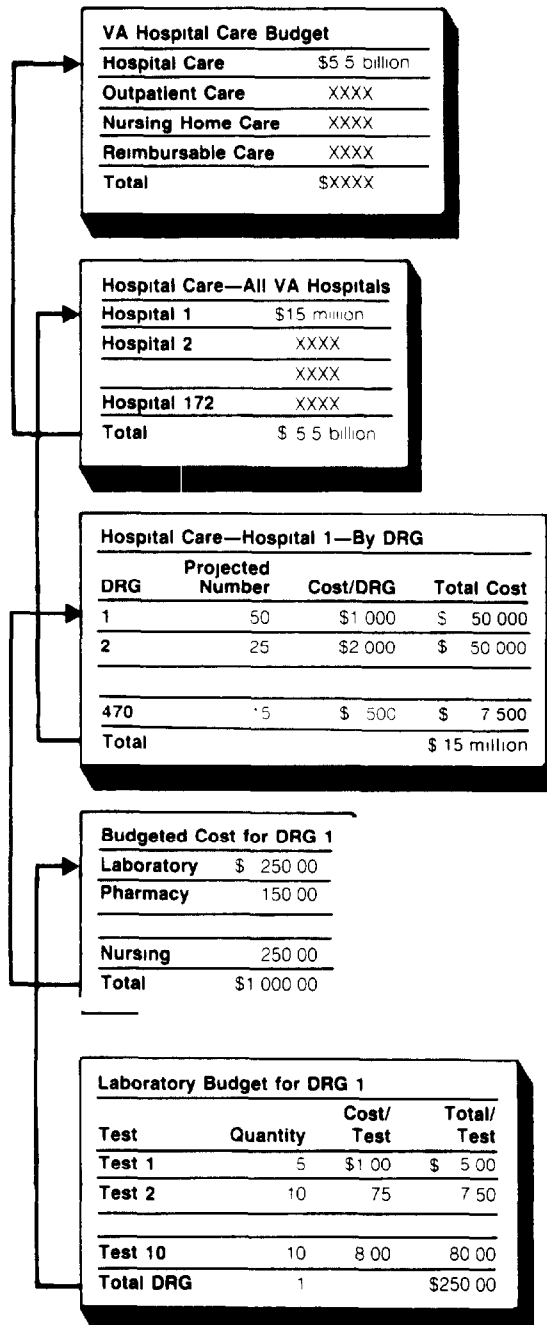 VA Hospital Care Budget
Hospital Care $5 5 billion
Outpatient Care XXXX
Nursing Home Care XXXX
Reimbursable Care XXXX
Total $XXXX
Hospital Care—All VA Hospitals
Hospital 1 $15 million
Hospital 2 XXXX
XXXX
Hospital 172 XXXX
Total $ 5 5 billion
Hospital Care—Hospital 1—By DRG
Projected
DRG Number Cost/DRG Total Cost
1 50 $1 000 $ 50 000
2 25 $2 000 $ 50 000
470 15 $ 500 $ 7 500
Total $ 15 million
Budgeted Cost for DRG 1
Laboratory $ 250 00
Pharmacy 150 00
Nursing 250 00
Total $1 000 00
Laboratory Budget for DRG 1
Cost/ Total/
Test Quantity Test Test
Test 1 5 $1 00 $ 5 00
Test 2 10 75 7 50
Test 10 10 8 00 80 00
Total DRG 1 $250 00